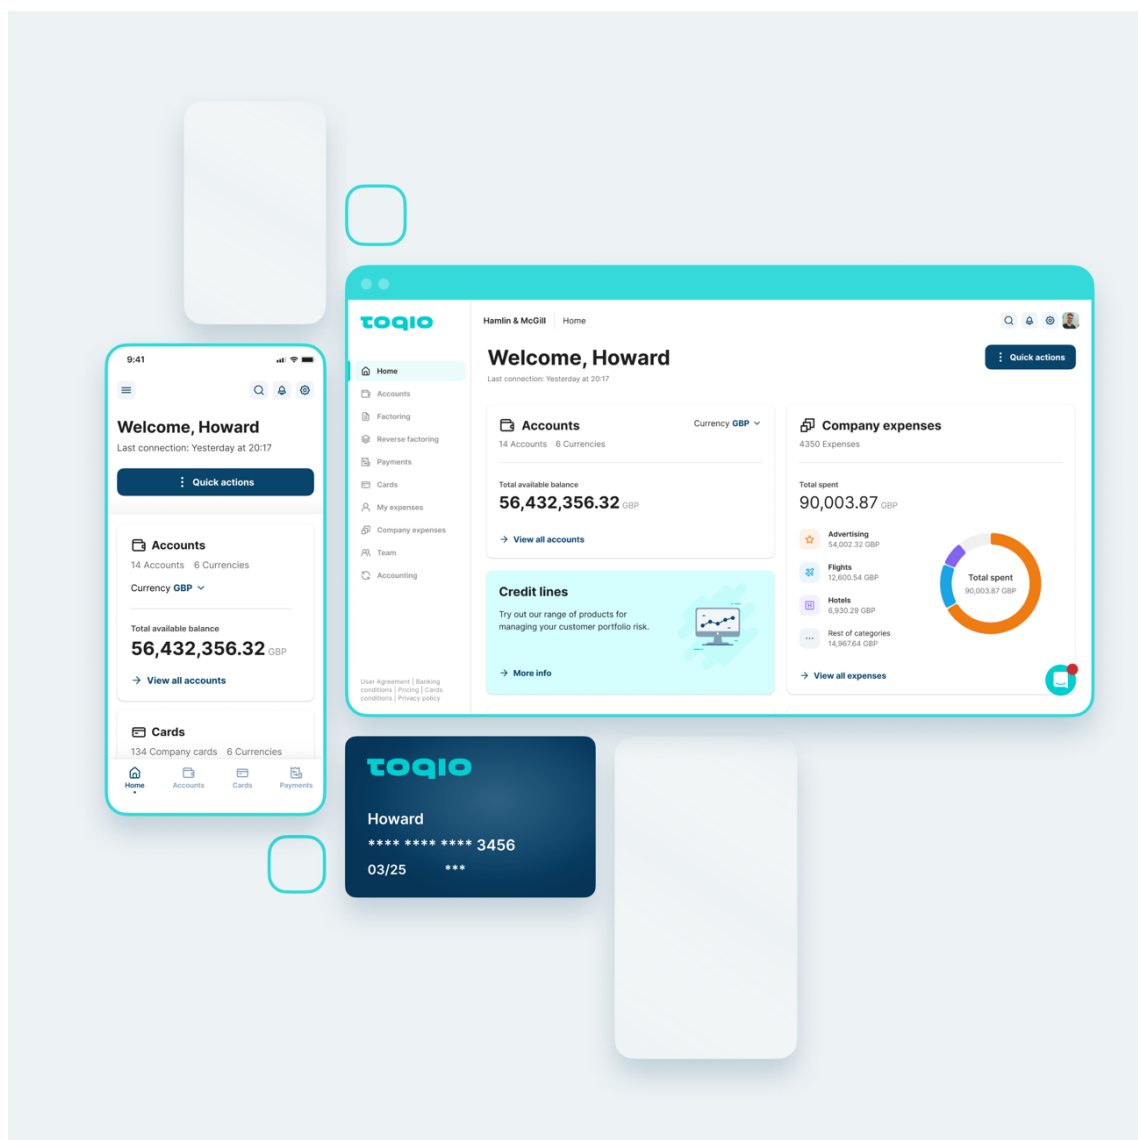 9:41
Welcome, Howard
Last connection: Yesterday at 20:17
Quick actions
Accounts
14 Accounts 6 Currencies
Currency GBP
Total available balance
56,432,356.32 GBP
View all accounts
Cards
134 Company cards 6 Currencies
Home Accounts Cards Payments
TOQIO
Home
Accounts
Factoring
Reverse factoring
Payments
Cards
My expenses
Company expenses
Team
Accounting
User Agreement | Banking
conditions | Pricing | Cards
conditions | Privacy policy
Hamlin & McGill Home
Welcome, Howard
Last connection: Yesterday at 20:17
Quick actions
Accounts
Currency GBP
14 Accounts 6 Currencies
Total available balance
56,432,356.32 GBP
View all accounts
Credit lines
Try out our range of products for
managing your customer portfolio risk.
More info
Company expenses
4350 Expenses
Total spent
90,003.87 GBP
Advertising
54,002.32 GBP
Flights
12,600.54 GBP
Hotels
6,930.29 GBP
Rest of categories
14,967.64 GBP
Total spent
90,003.87 GBP
View all expenses
TOQIO
Howard
**** **** **** 3456
03/25 ***